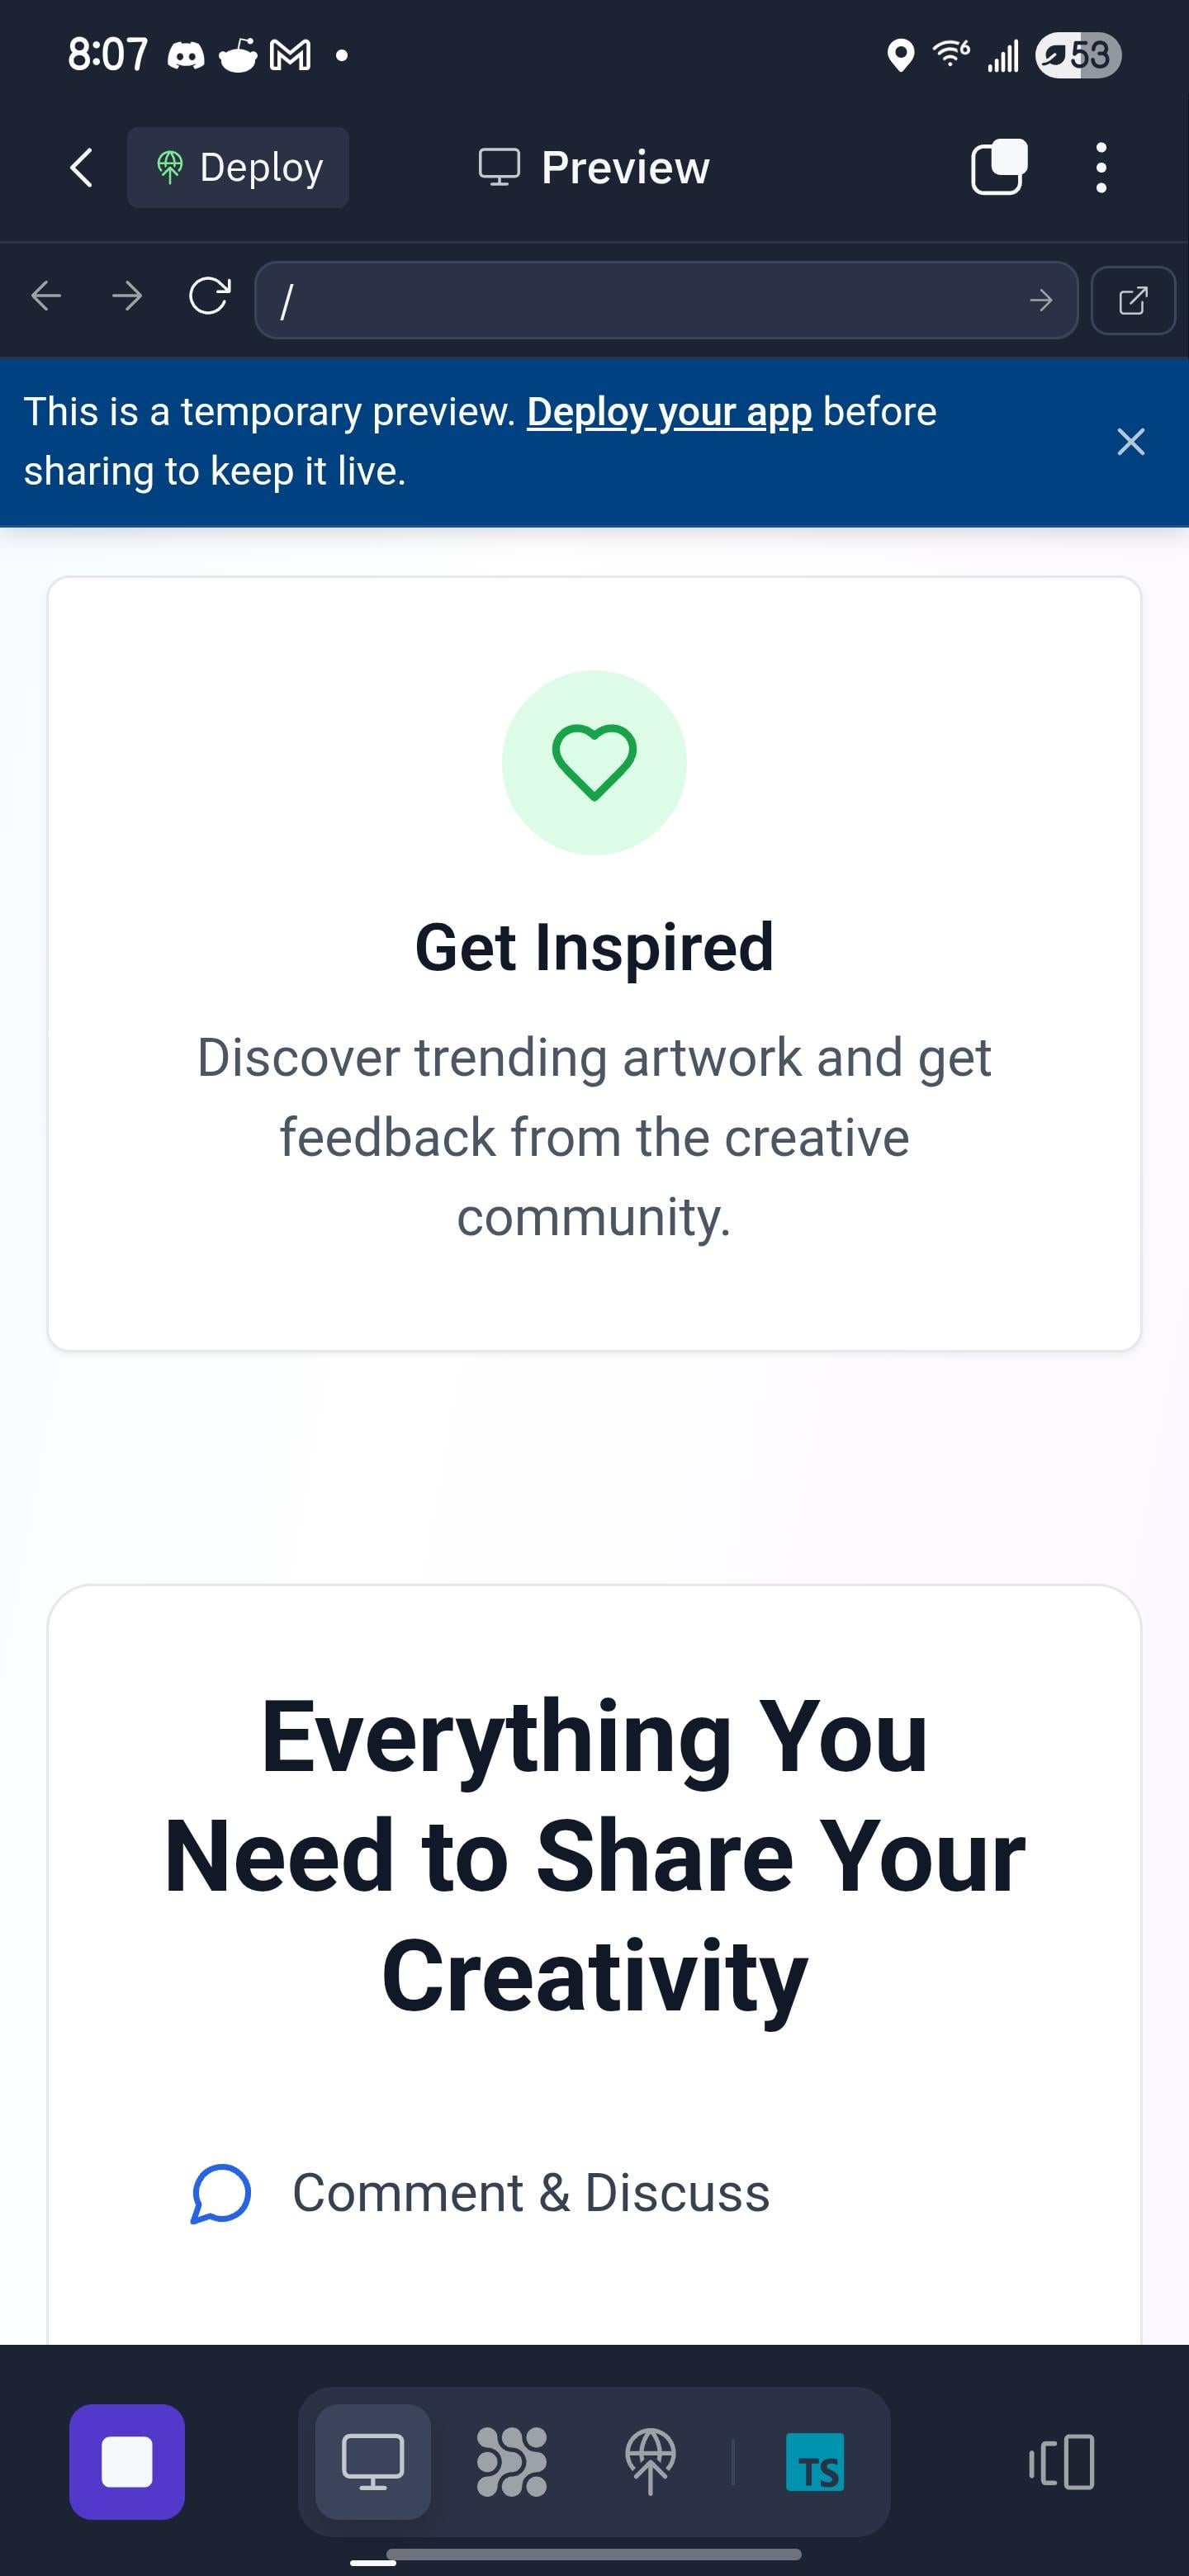 8:07
6
53
Deploy
Preview
/
This is a temporary preview. Deploy your app before
sharing to keep it live.
Get Inspired
Discover trending artwork and get
feedback from the creative
community.
Everything You
Need to Share Your
Creativity
Comment & Discuss
TS